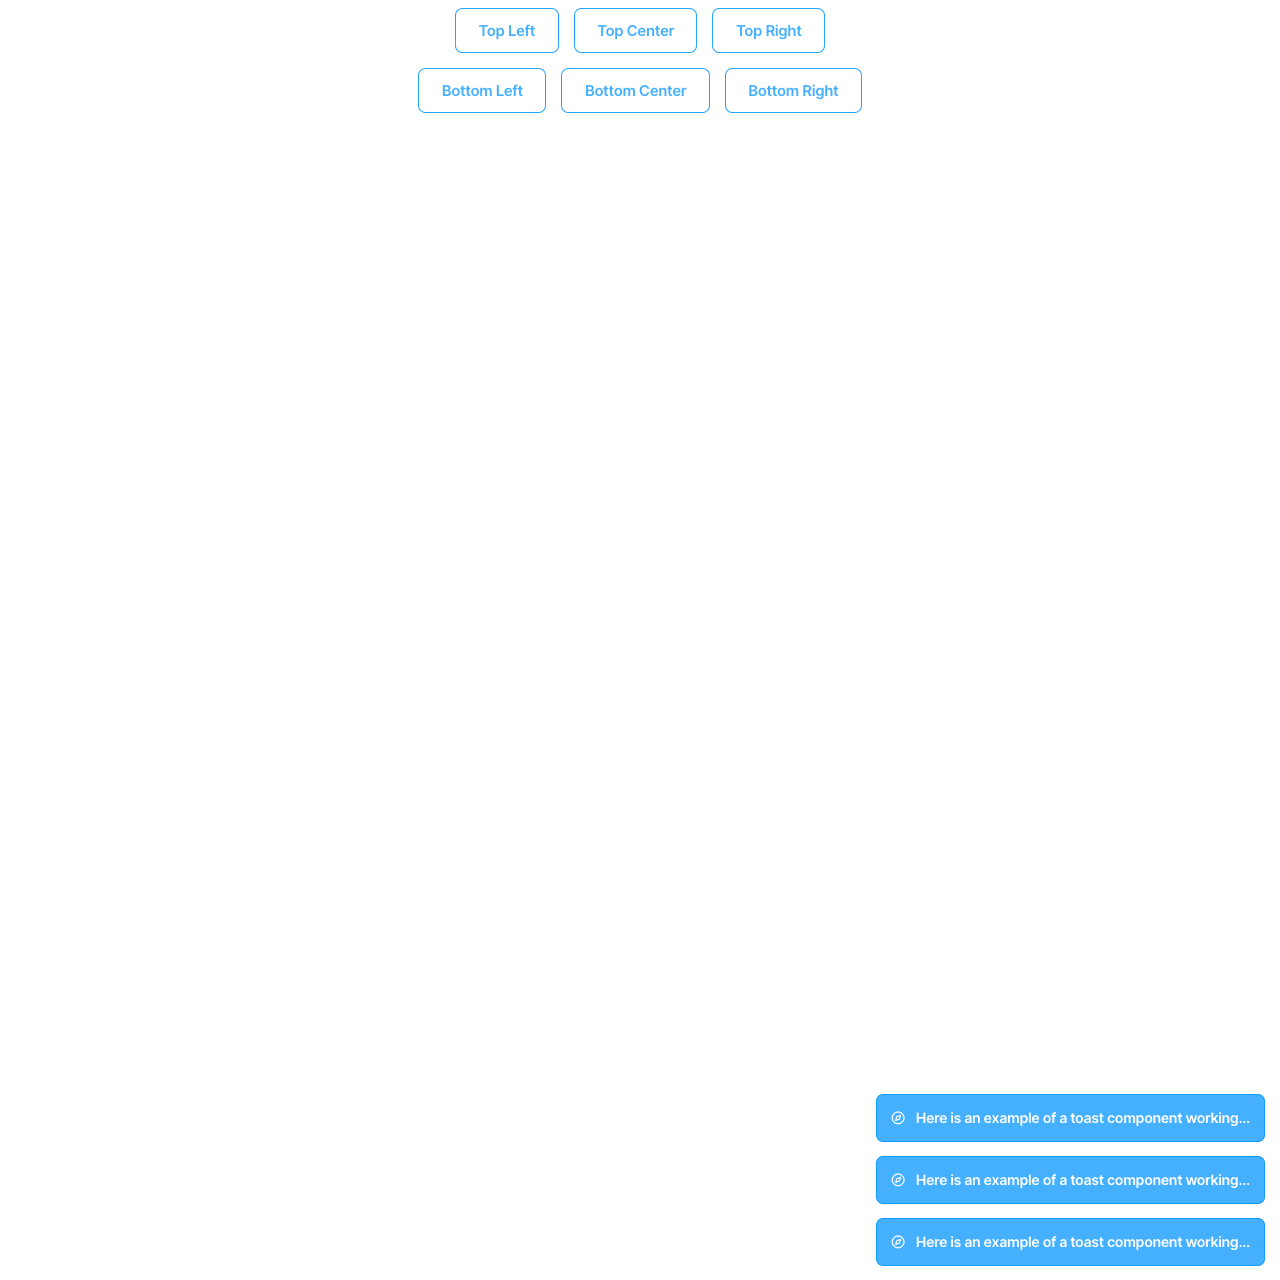 Top Left Top Center Top Right
Bottom Left Bottom Center Bottom Right
Here is an example of a toast component working...
Here is an example of a toast component working...
Here is an example of a toast component working...